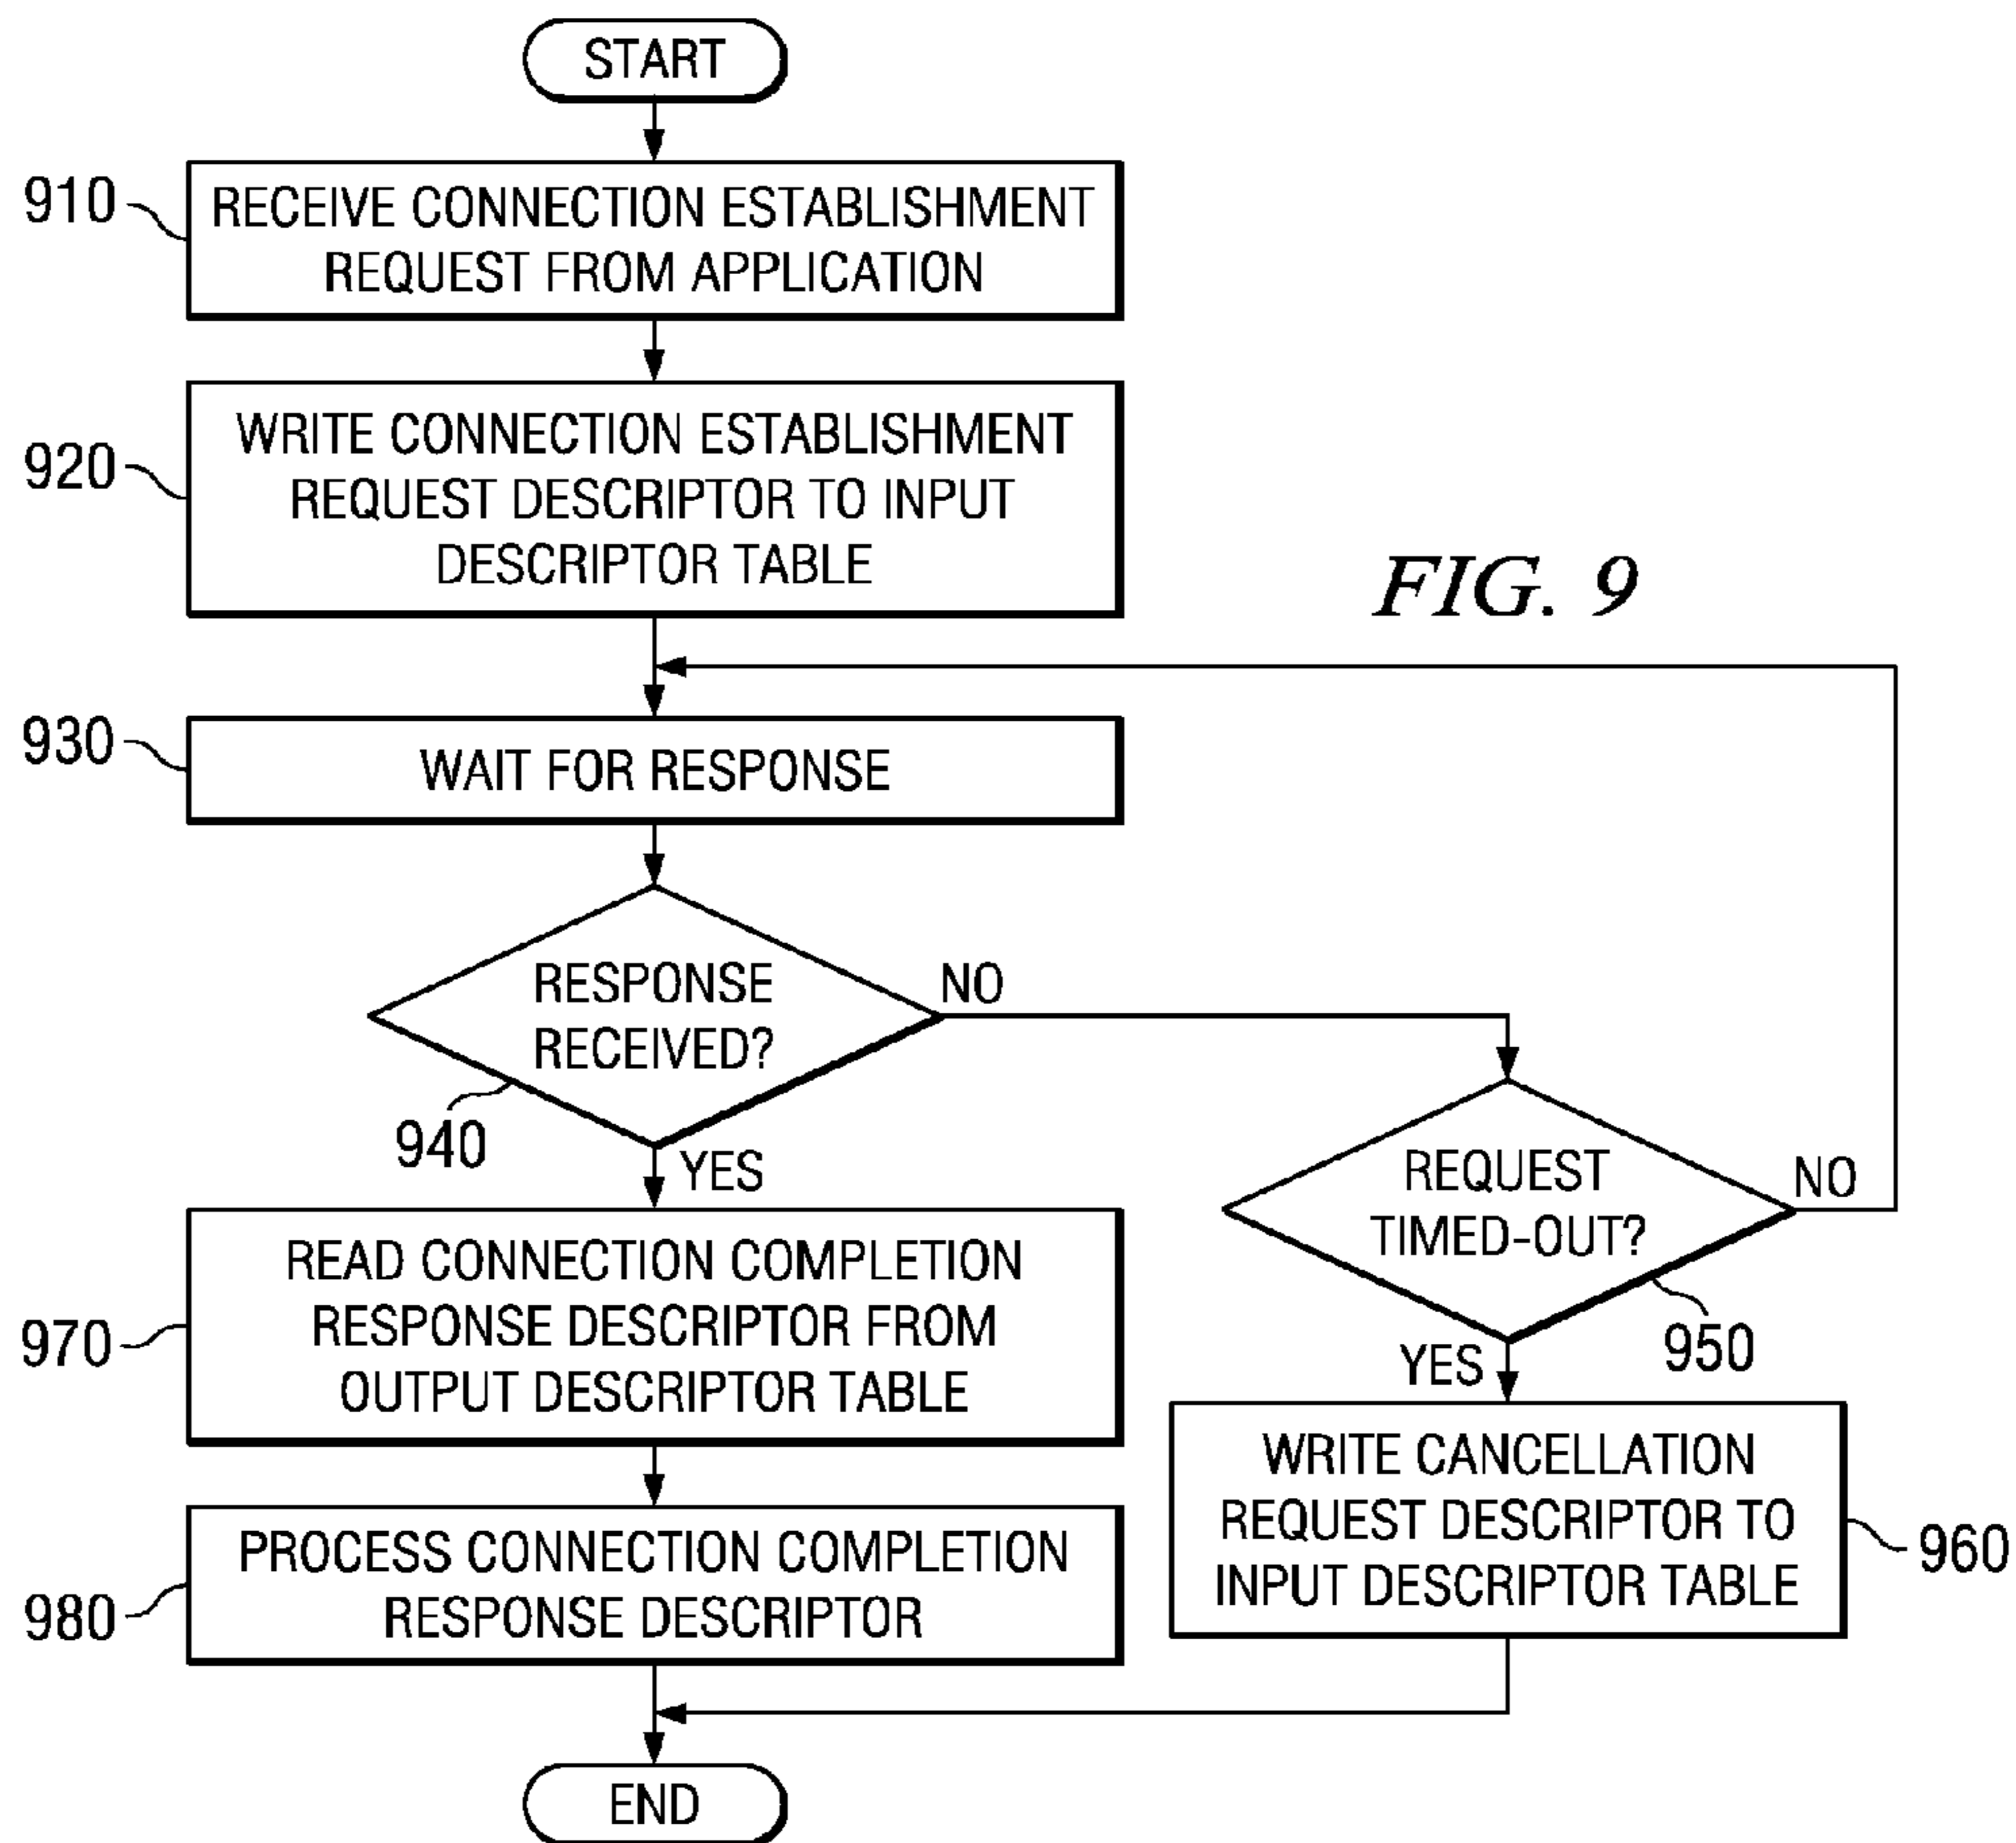 START
910
RECEIVE CONNECTION ESTABLISHMENT
REQUEST FROM APPLICATION
920
WRITE CONNECTION ESTABLISHMENT
REQUEST DESCRIPTOR TO INPUT
DESCRIPTOR TABLE
FIG. 9
930
WAIT FOR RESPONSE
RESPONSE
RECEIVED?
NO
940
YES
REQUEST
TIMED-OUT?
NO
950
YES
970
READ CONNECTION COMPLETION
RESPONSE DESCRIPTOR FROM
OUTPUT DESCRIPTOR TABLE
WRITE CANCELLATION
REQUEST DESCRIPTOR TO
INPUT DESCRIPTOR TABLE
960
980
PROCESS CONNECTION COMPLETION
RESPONSE DESCRIPTOR
END